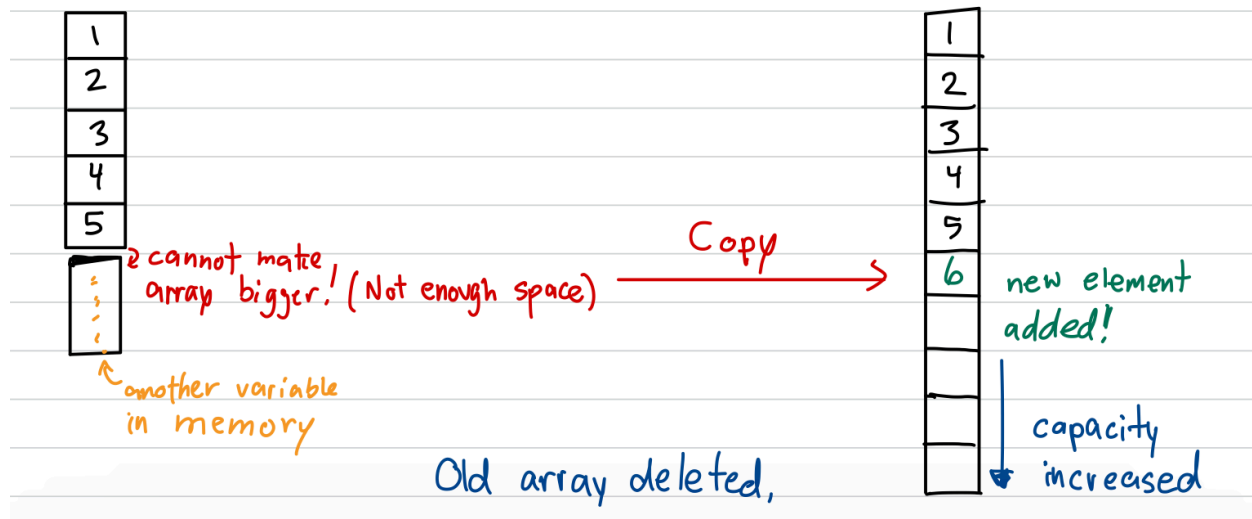 1
2
3
4
5
cannot make
array bigger! (Not enough space)
another variable
in memory
Copy
1
2
3
4
5
6
new element
added!
capacity
increased
Old array deleted,